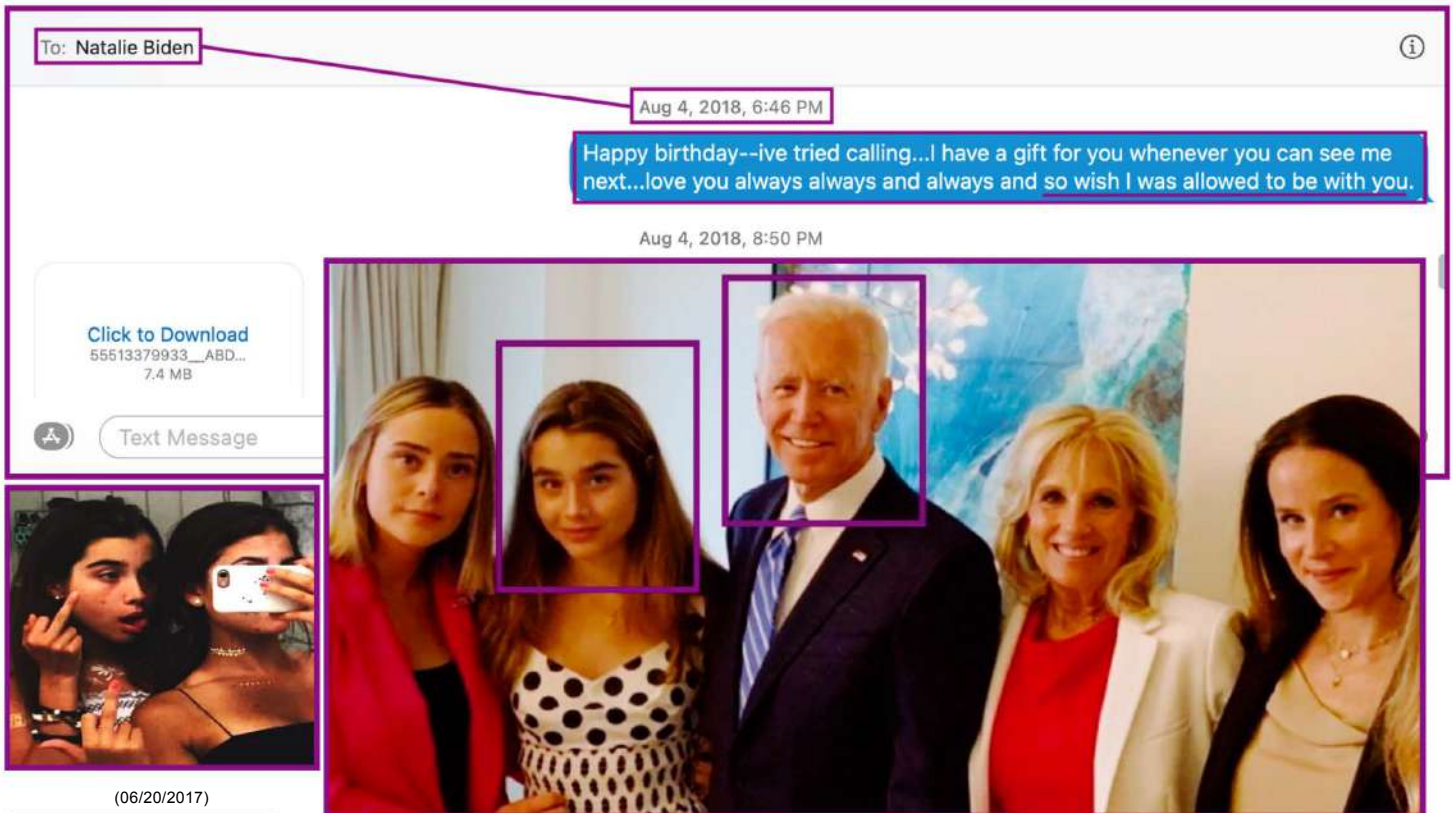 To: Natalie Biden
Aug 4, 2018, 6:46 PM
Happy birthday--ive tried calling...I have a gift for you whenever you can see me
next...love you always always and always and so wish I was allowed to be with you.
Aug 4, 2018, 8:50 PM
Click to Download
55513379933__ABD...
7.4 MB
Text Message
(06/20/2017)